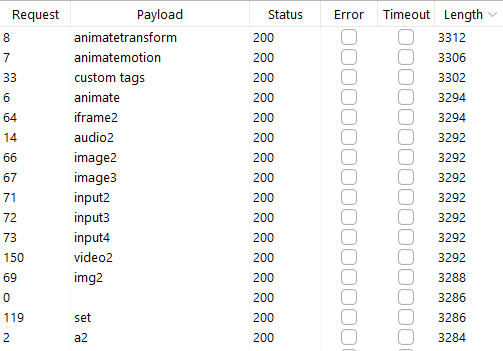 Request Payload Status Error Timeout Length
8 animatetransform 200 3312
7 animatemotion 200 3306
33 custom tags 200 3302
6 animate 200 3294
64 iframe2 200 3294
14 audio2 200 3292
66 image2 200 3292
67 image3 200 3292
71 input2 200 3292
72 input3 200 3292
73 input4 200 3292
150 video2 200 3292
69 img2 200 3288
0 200 3286
119 set 200 3286
2 a2 200 3284